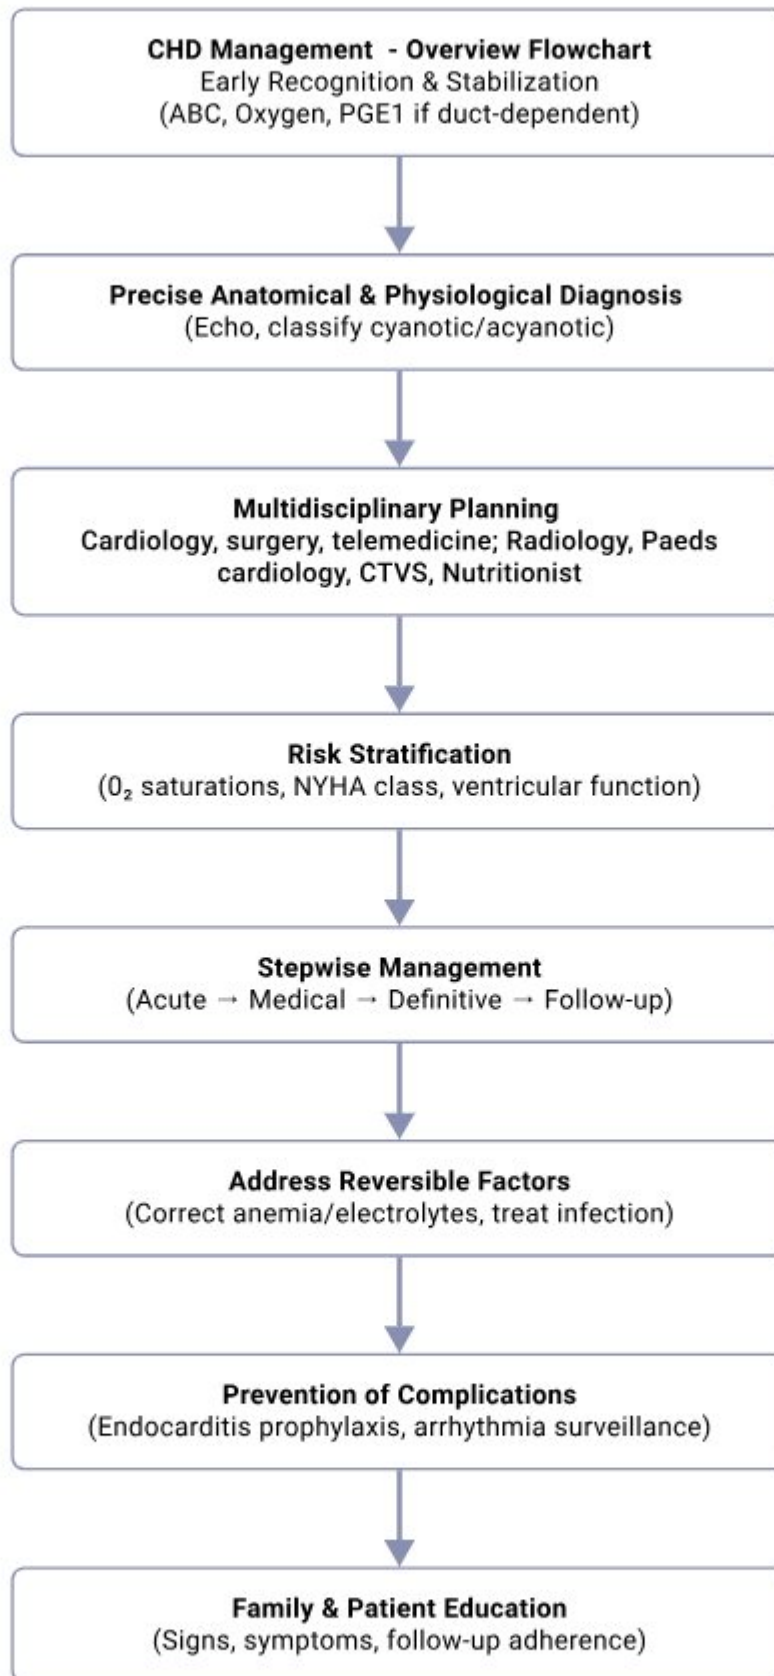 CHD Management - Overview Flowchart
Early Recognition & Stabilization
(ABC, Oxygen, PGE1 if duct-dependent)
Precise Anatomical & Physiological Diagnosis
(Echo, classify cyanotic/acyanotic)
Multidisciplinary Planning
Cardiology, surgery, telemedicine; Radiology, Paeds
cardiology, CTVS, Nutritionist
Risk Stratification
(0₂ saturations, NYHA class, ventricular function)
Stepwise Management
(Acute → Medical → Definitive → Follow-up)
Address Reversible Factors
(Correct anemia/electrolytes, treat infection)
Prevention of Complications
(Endocarditis prophylaxis, arrhythmia surveillance)
Family & Patient Education
(Signs, symptoms, follow-up adherence)